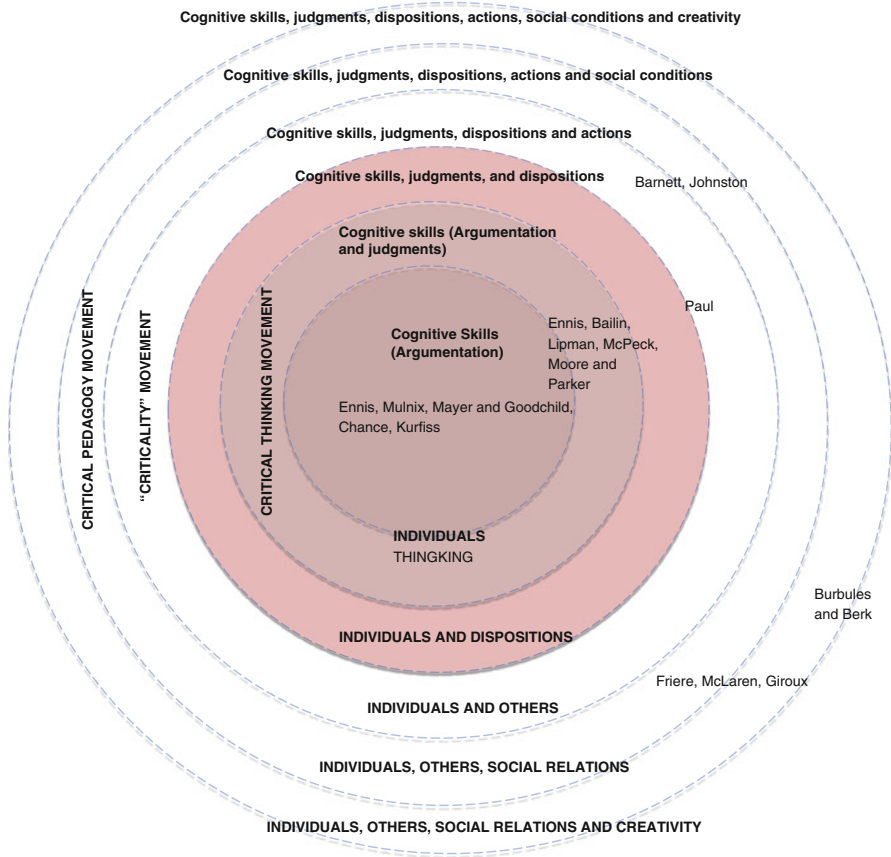 Cognitive skills, judgments, dispositions, actions, social conditions and creativity
Cognitive skills, judgments, dispositions, actions and social conditions
Cognitive skills, judgments, dispositions and actions
Cognitive skills, judgments, and dispositions
Barnett, Johnston
Cognitive skills (Argumentation
and judgments)
CRITICAL PEDAGOGY MOVEMENT
“CRITICALITY” MOVEMENT
CRITICAL THINKING MOVEMENT
Paul
Cognitive Skills
(Argumentation)
Ennis, Bailin,
Lipman, McPeck,
Moore and
Parker
Ennis, Mulnix, Mayer and Goodchild,
Chance, Kurfiss
INDIVIDUALS
THINGKING
Burbules
and Berk
INDIVIDUALS AND DISPOSITIONS
Friere, McLaren, Giroux
INDIVIDUALS AND OTHERS
INDIVIDUALS, OTHERS, SOCIAL RELATIONS
INDIVIDUALS, OTHERS, SOCIAL RELATIONS AND CREATIVITY